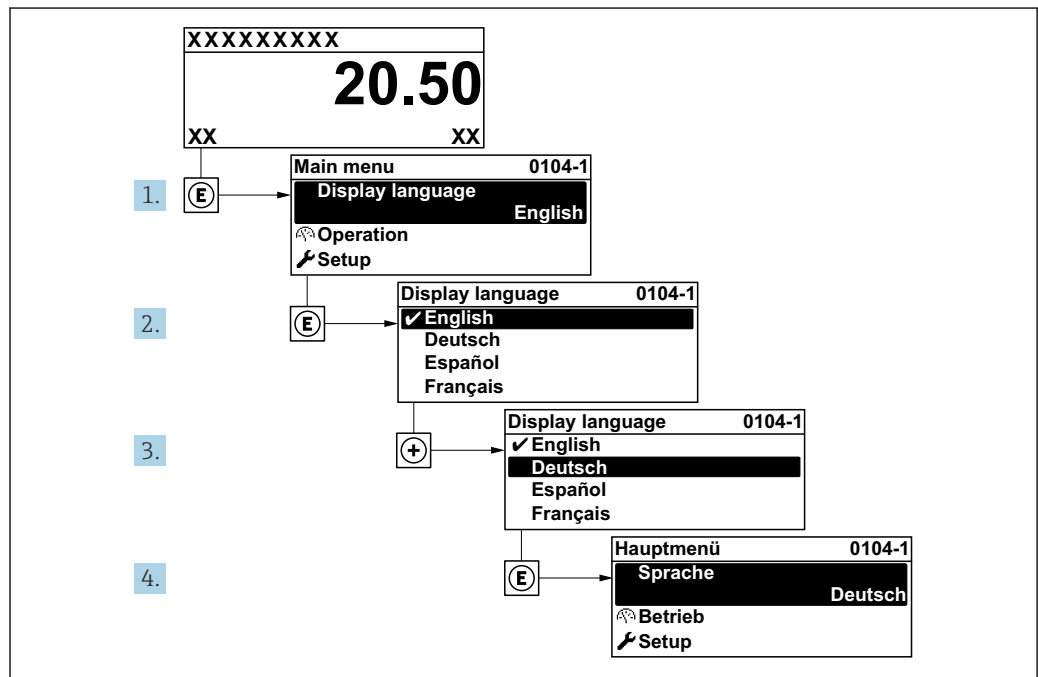 XXXXXXXXX
20.50
XX XX
Main menu 0104-1
1. E Display language
English
Operation
Setup
Display language 0104-1
2. E ✔English
Deutsch
Español
Français
Display language 0104-1
3. + ✔English
Deutsch
Español
Français
Hauptmenü 0104-1
4. E Sprache
Deutsch
Betrieb
Setup